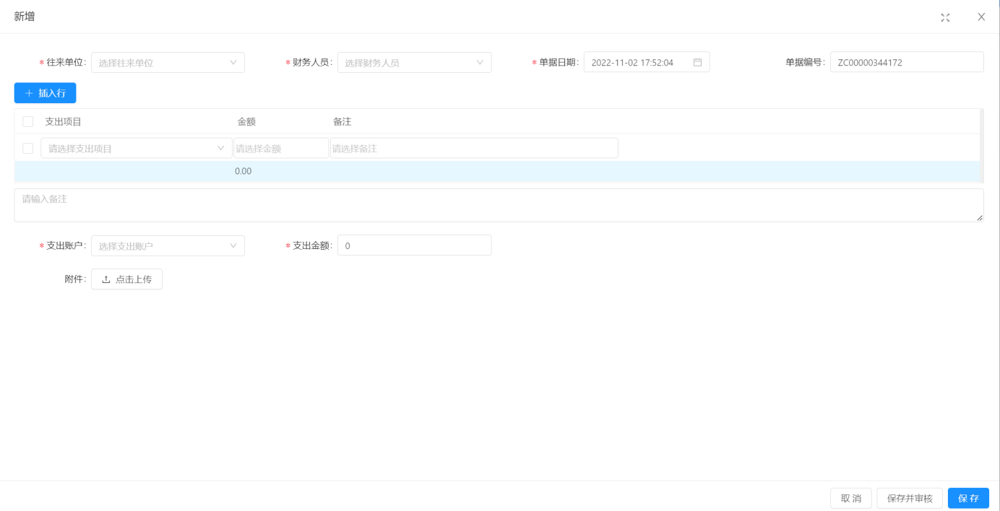 新增
* 往来单位： 选择往来单位 * 财务人员： 选择财务人员 * 单据日期： 2022-11-02 17:52:04 单据编号： ZC00000344172
+ 插入行
支出项目 金额 备注
请选择支出项目 请选择金额 请选择备注
0.00
请输入备注
* 支出账户： 选择支出账户 * 支出金额： 0
附件： 点击上传
取 消 保存并审核 保 存